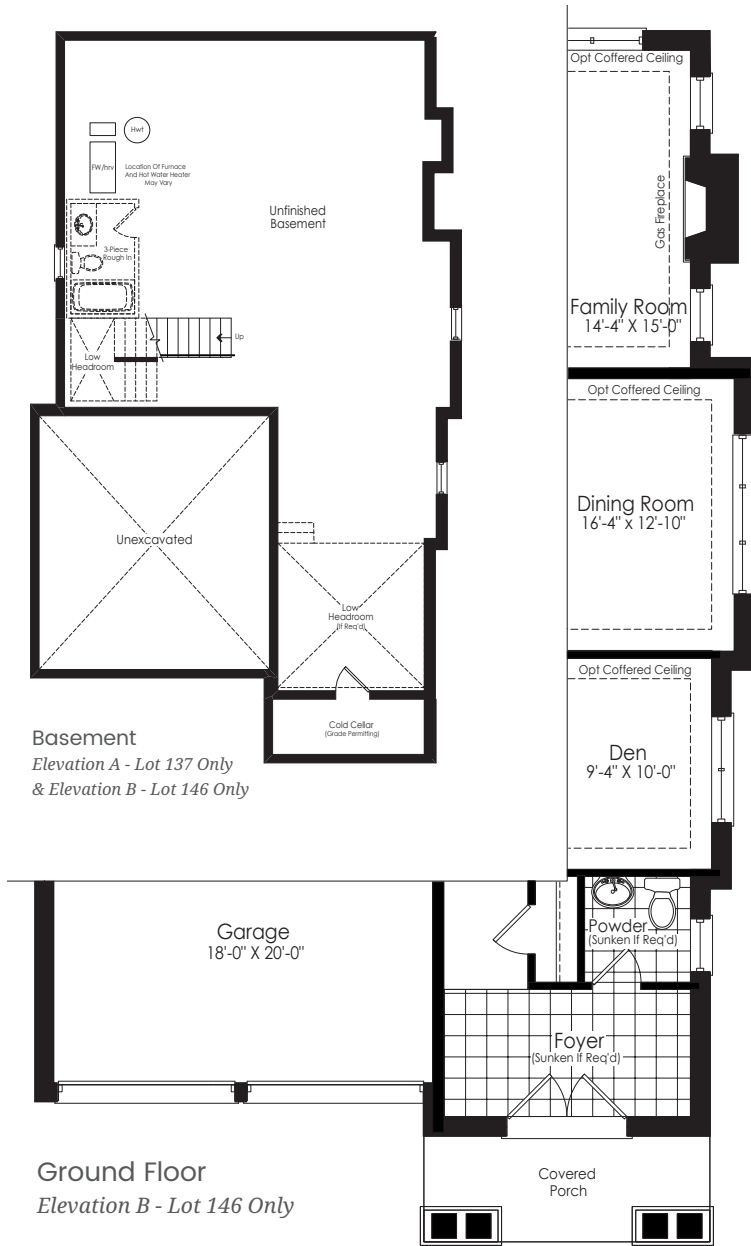 Hwt
FW/hrv
Location Of Furnace
And Hot Water Heater
May Vary
Unfinished
Basement
3-Piece
Rough In
Up
Low
Headroom
Unexcavated
Low
Headroom
(If Req'd)
Cold Cellar
(Grade Permitting)
Basement
Elevation A - Lot 137 Only
& Elevation B - Lot 146 Only
Opt Coffered Ceiling
Gas Fireplace
Family Room
14'-4" X 15'-0"
Opt Coffered Ceiling
Dining Room
16'-4" x 12'-10"
Opt Coffered Ceiling
Den
9'-4" X 10'-0"
Garage
18'-0" X 20'-0"
Powder
(Sunken If Req'd)
Foyer
(Sunken If Req'd)
Covered
Porch
Ground Floor
Elevation B - Lot 146 Only